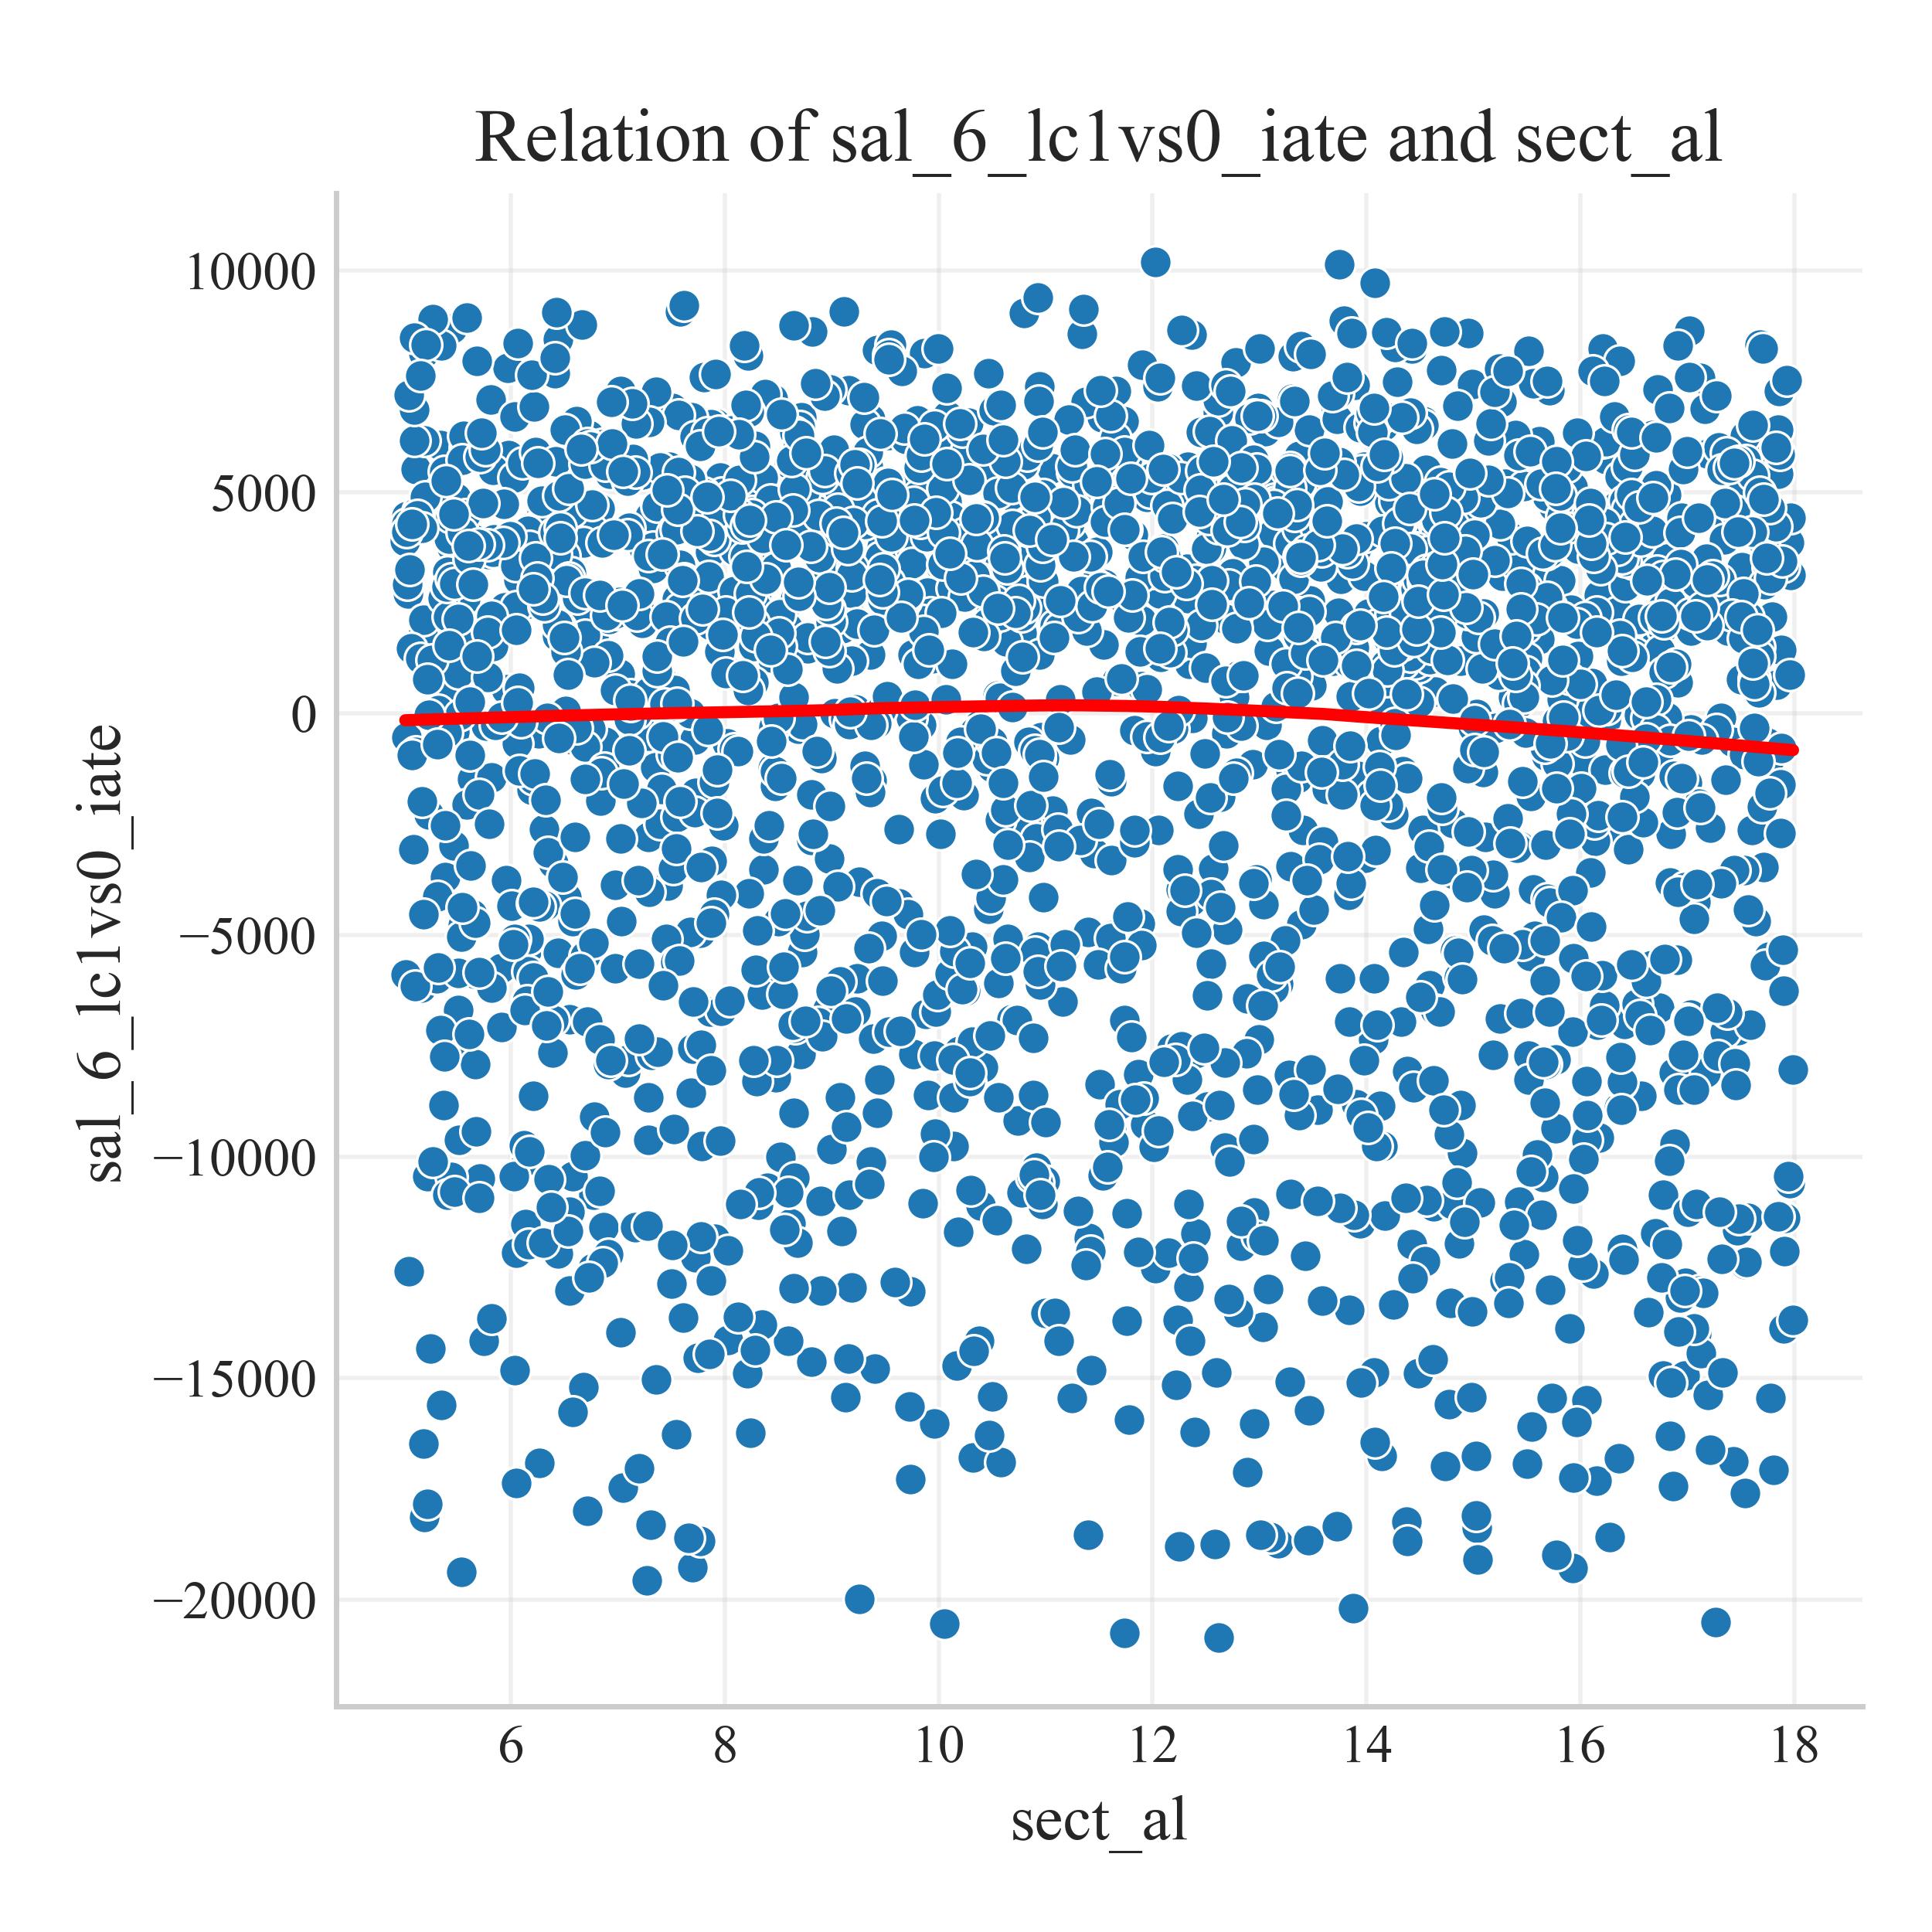 Relation of sal_6_lc1vs0_iate and sect_al
10000
5000
0
−5000
−10000
−15000
−20000
sal_6_lc1vs0_iate
6 8 10 12 14 16 18
sect_al